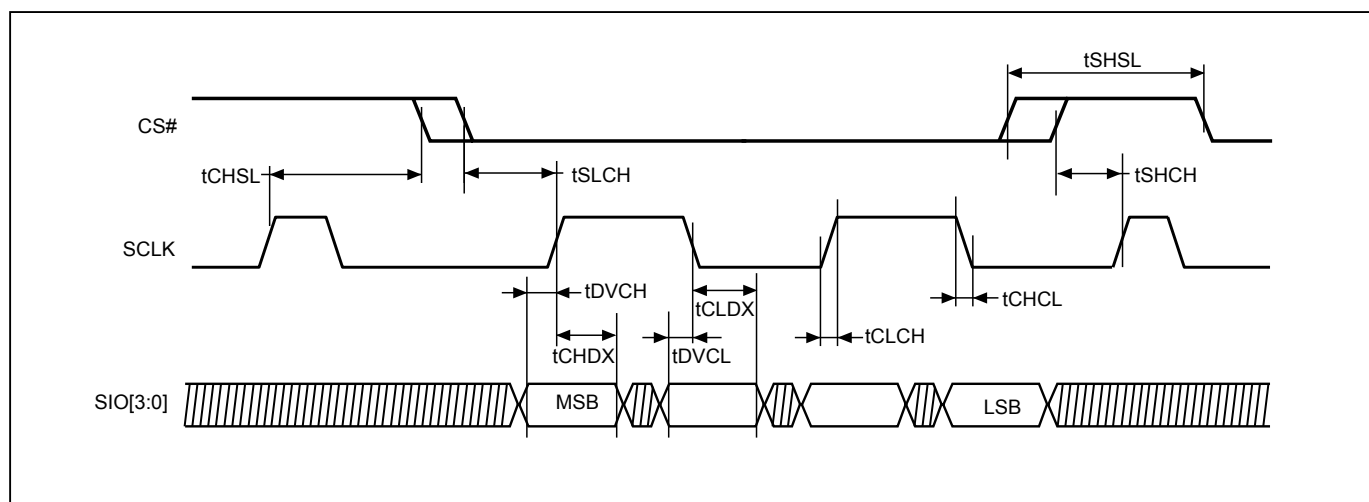 tSHSL
CS#
tCHSL
tSLCH
tSHCH
SCLK
tDVCH
tCLDX
tCHCL
tCHDX
tDVCL
tCLCH
SIO[3:0]
MSB
LSB